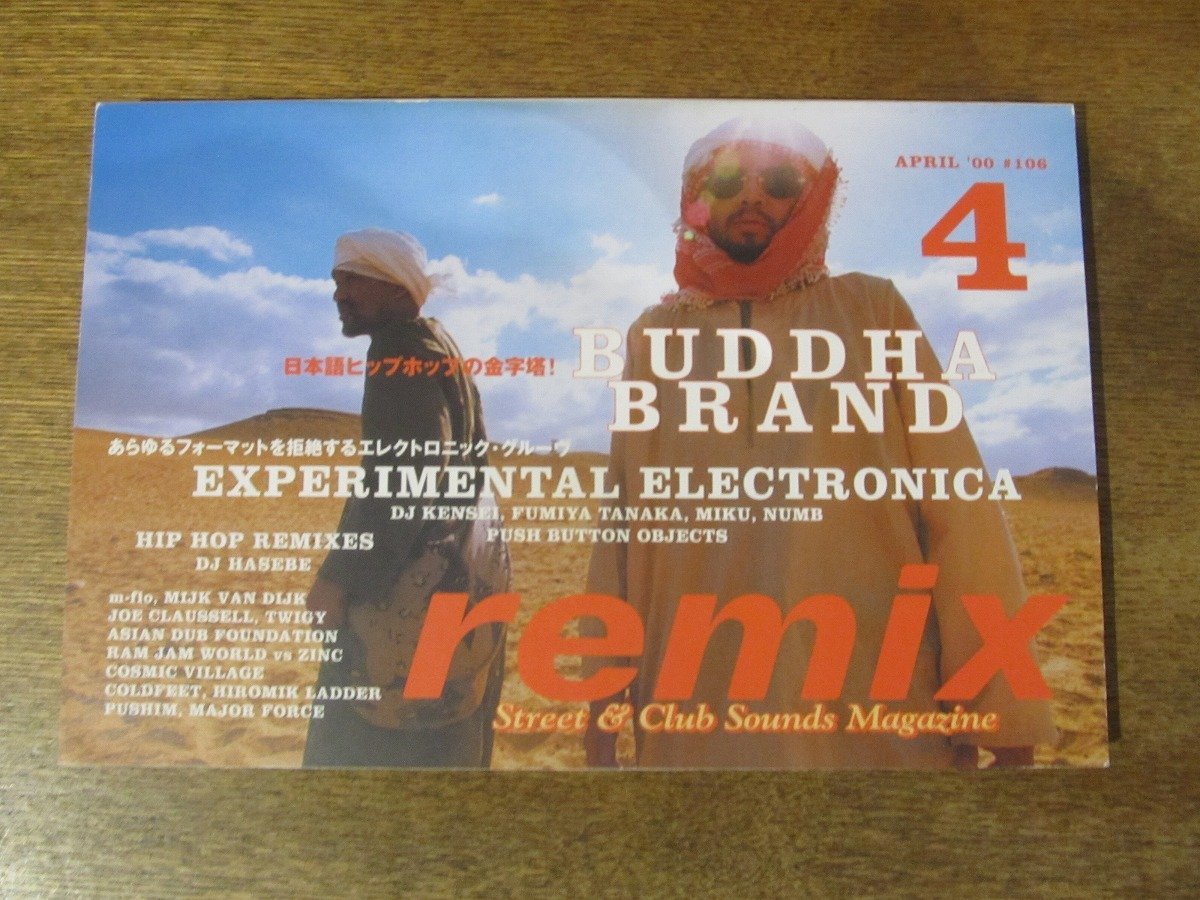 APRIL '00 #106
4
日本語ヒップホップの金字塔!
BUDDHA
BRAND
あらゆるフォーマットを拒絶するエレクトロニック・グルーヴ
EXPERIMENTAL ELECTRONICA
DJ KENSEI, FUMIYA TANAKA, MIKU, NUMB
PUSH BUTTON OBJECTS
HIP HOP REMIXES
DJ HASEBE
m-flo, MIJK VAN DIJK
JOE CLAUSSELL, TWIGY
ASIAN DUB FOUNDATION
RAM JAM WORLD vs ZINC
COSMIC VILLAGE
COLDFEET, HIROMIK LADDER
PUSHIM, MAJOR FORCE
remix
Street & Club Sounds Magazine